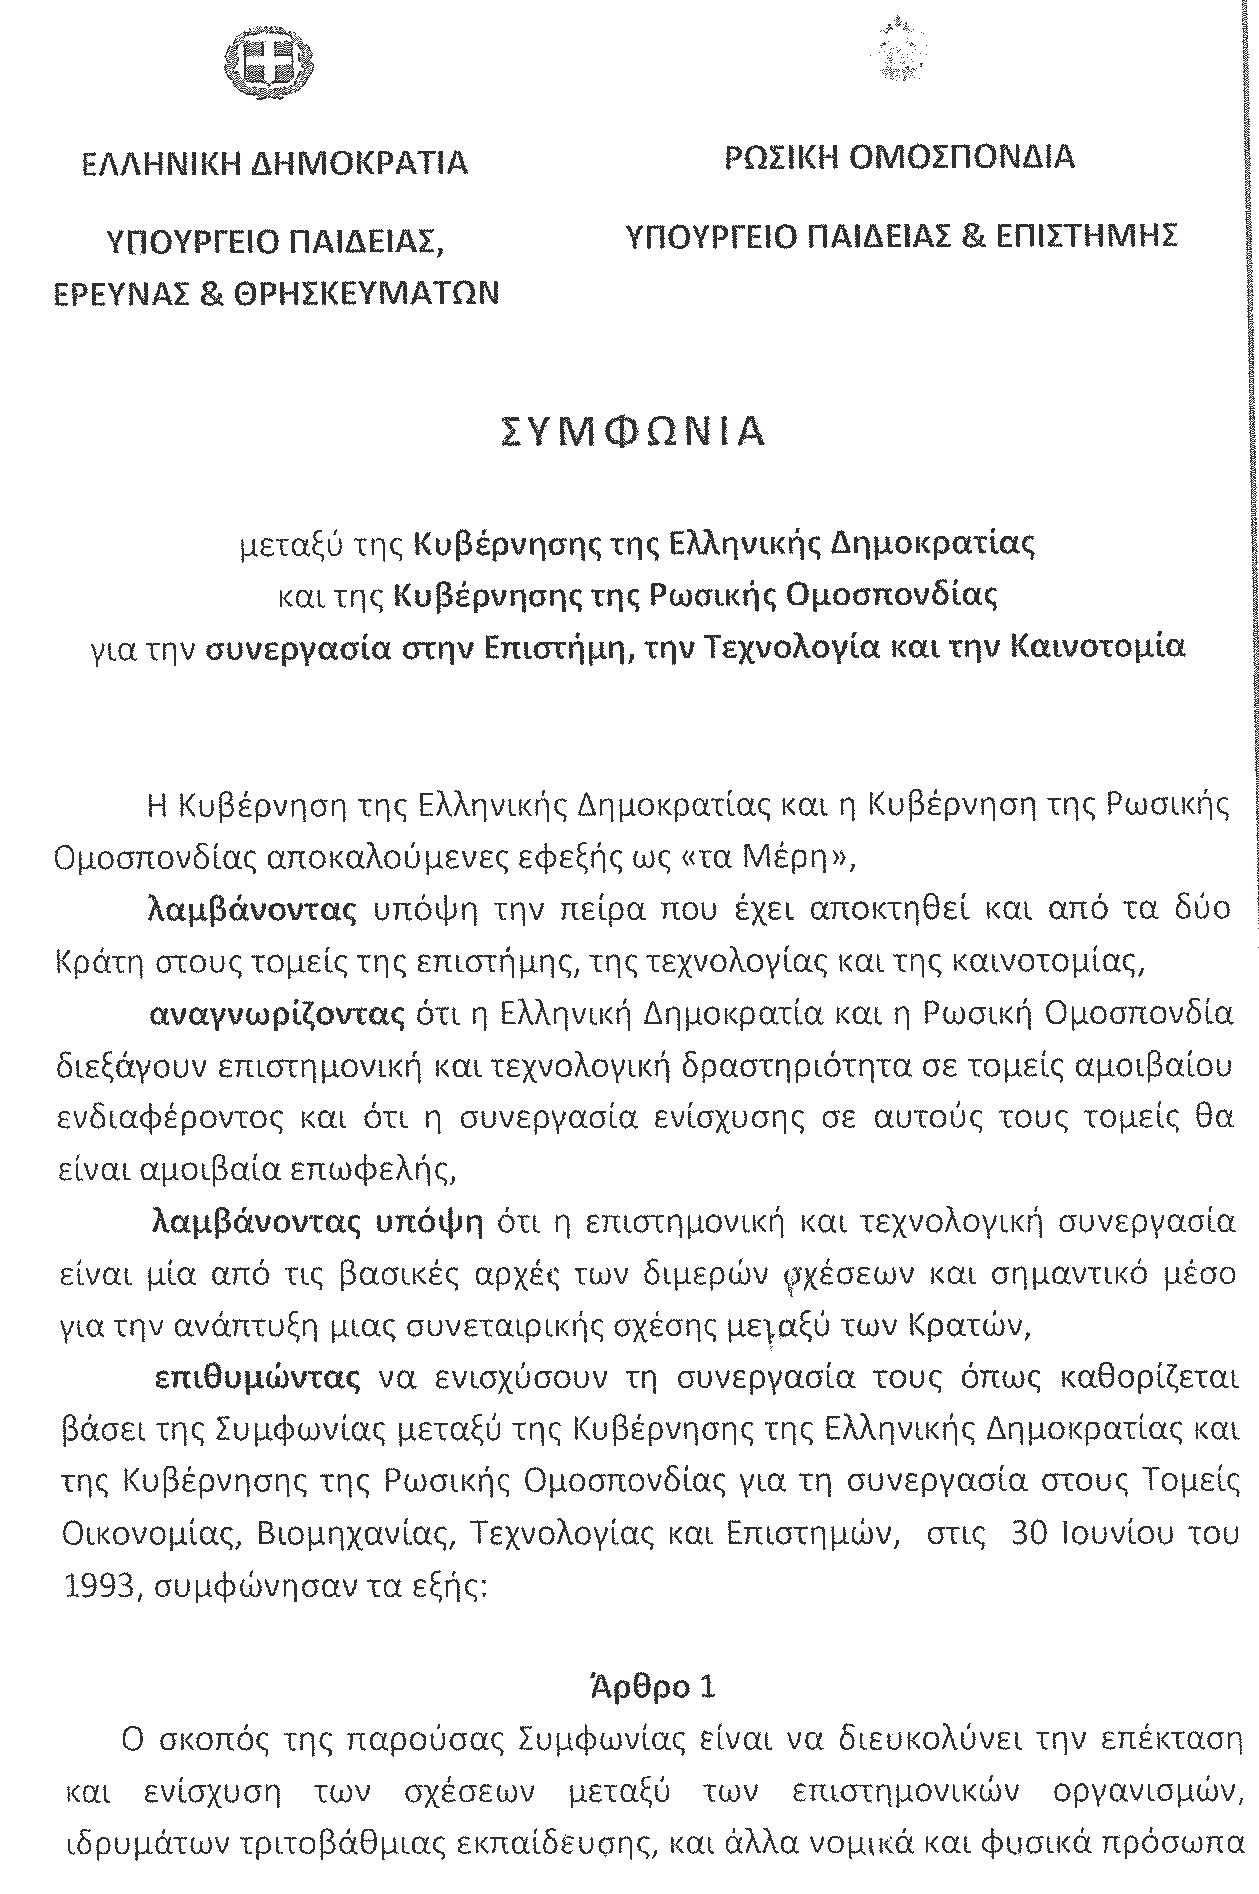 ΕΛΛΗΝΙΚΗ ΔΗΜΟΚΡΑΤΙΑ
ΥΠΟΥΡΓΕΙΟ ΠΑΙΔΕΙΑΣ,
ΕΡΕΥΝΑΣ & ΘΡΗΣΚΕΥΜΑΤΩΝ
ΡΩΣΙΚΗ ΟΜΟΣΠΟΝΔΙΑ
ΥΠΟΥΡΓΕΙΟ ΠΑΙΔΕΙΑΣ & ΕΠΙΣΤΗΜΗΣ
ΣΥΜΦΩΝΙΑ
μεταξύ της Κυβέρνησης της Ελληνικής Δημοκρατίας
και της Κυβέρνησης της Ρωσικής Ομοσπονδίας
για την συνεργασία στην Επιστήμη, την Τεχνολογία και την Καινοτομία
Η Κυβέρνηση της Ελληνικής Δημοκρατίας και η Κυβέρνηση της Ρωσικής
Ομοσπονδίας αποκαλούμενες εφεξής ως «τα Μέρη»,
λαμβάνοντας υπόψη την πείρα που έχει αποκτηθεί και από τα δύο
Κράτη στους τομείς της επιστήμης, της τεχνολογίας και της καινοτομίας,
αναγνωρίζοντας ότι η Ελληνική Δημοκρατία και η Ρωσική Ομοσπονδία
διεξάγουν επιστημονική και τεχνολογική δραστηριότητα σε τομείς αμοιβαίου
ενδιαφέροντος και ότι η συνεργασία ενίσχυσης σε αυτούς τους τομείς θα
είναι αμοιβαία επωφελής,
λαμβάνοντας υπόψη ότι η επιστημονική και τεχνολογική συνεργασία
είναι μία από τις βασικές αρχές των διμερών σχέσεων και σημαντικό μέσο
για την ανάπτυξη μιας συνεταιρικής σχέσης μεταξύ των Κρατών,
επιθυμώντας να ενισχύσουν τη συνεργασία τους όπως καθορίζεται
βάσει της Συμφωνίας μεταξύ της Κυβέρνησης της Ελληνικής Δημοκρατίας και
της Κυβέρνησης της Ρωσικής Ομοσπονδίας για τη συνεργασία στους Τομείς
Οικονομίας, Βιομηχανίας, Τεχνολογίας και Επιστημών, στις 30 Ιουνίου του
1993, συμφώνησαν τα εξής:
Άρθρο 1
Ο σκοπός της παρούσας Συμφωνίας είναι να διευκολύνει την επέκταση
και ενίσχυση των σχέσεων μεταξύ των επιστημονικών οργανισμών,
ιδρυμάτων τριτοβάθμιας εκπαίδευσης, και άλλα νομικά και φυσικά πρόσωπα